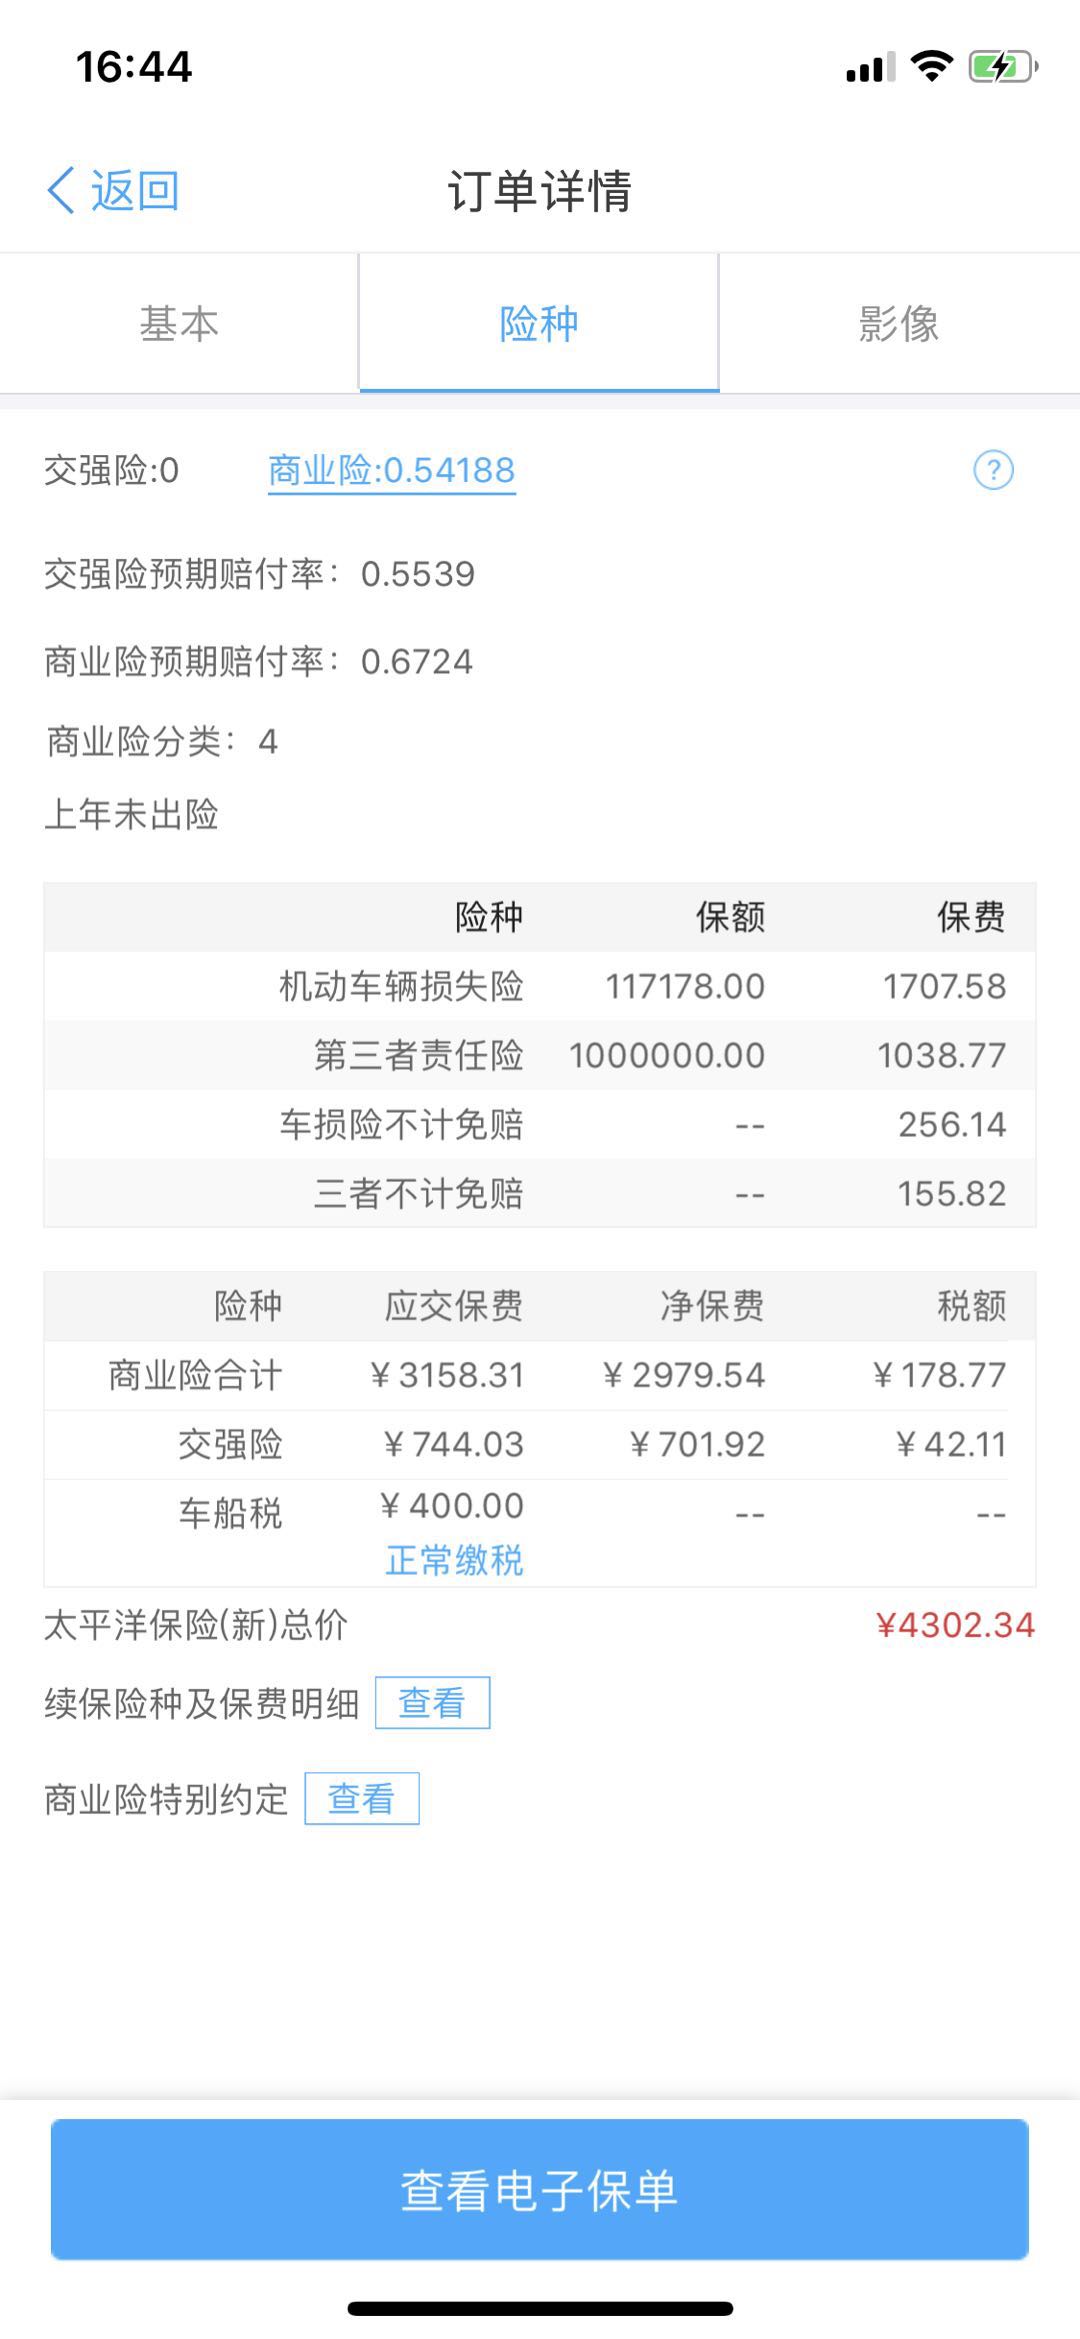 16:44
返回 订单详情
基本 险种 影像
交强险:0 商业险:0.54188 ?
交强险预期赔付率：0.5539
商业险预期赔付率：0.6724
商业险分类：4
上年未出险
险种 保额 保费
机动车辆损失险 117178.00 1707.58
第三者责任险 1000000.00 1038.77
车损险不计免赔 -- 256.14
三者不计免赔 -- 155.82
险种 应交保费 净保费 税额
商业险合计 ¥3158.31 ¥2979.54 ¥178.77
交强险 ¥744.03 ¥701.92 ¥42.11
车船税 ¥400.00 -- --
正常缴税
太平洋保险(新)总价 ¥4302.34
续保险种及保费明细 查看
商业险特别约定 查看
查看电子保单